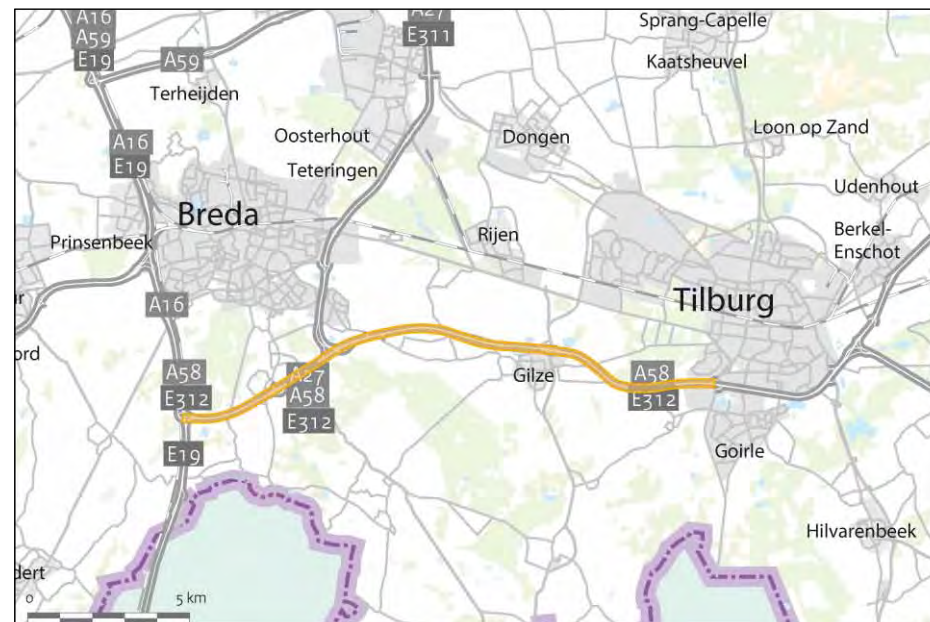 A16
A59
E19
A27
E311
A59
Terheijden
Sprang-Capelle
Kaatsheuvel
Oosterhout
Dongen
Loon op Zand
A16
E19
Teteringen
Udenhout
Breda
Prinsenbeek
Rijen
Berkel-
Enschot
A16
Tilburg
A58
E312
A27
A58
E312
Gilze
A58
E312
E19
Goirle
Hilvarenbeek
0
5 km